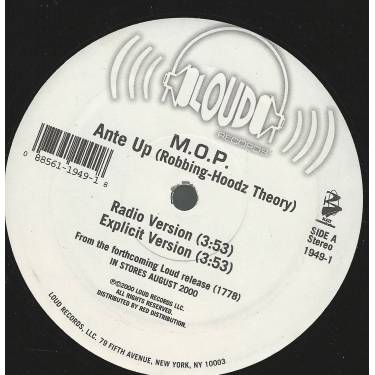 LOUD
RECORDS
M.O.P.
Ante Up (Robbing-Hoodz Theory)
0 88561-1949-1 8
Radio Version (3:53)
Explicit Version (3:53)
From the forthcoming Loud release (1778)
IN STORES AUGUST 2000
SIDE A
Stereo
1949-1
℗©2000 LOUD RECORDS LLC.
ALL RIGHTS RESERVED.
DISTRIBUTED BY RED DISTRIBUTION.
LOUD RECORDS, LLC, 79 FIFTH AVENUE, NEW YORK, NY 10003